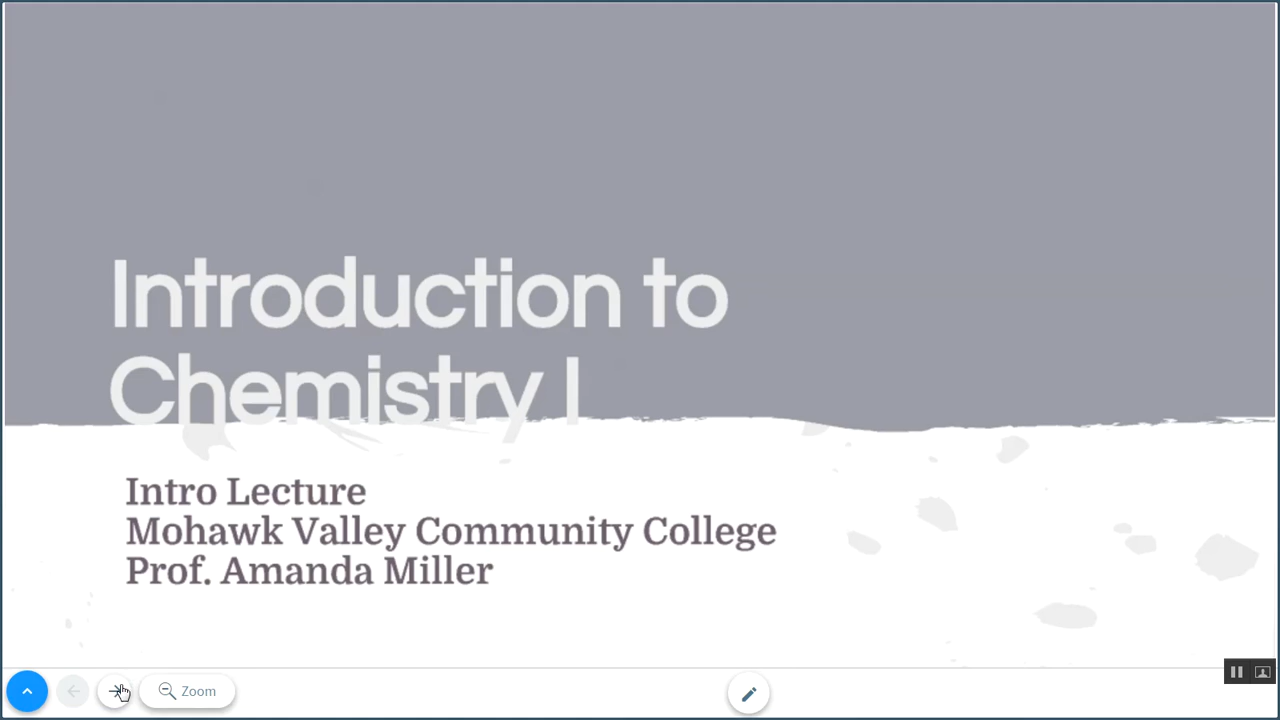 Introduction to
Chemistry I
Intro Lecture
Mohawk Valley Community College
Prof. Amanda Miller
Zoom